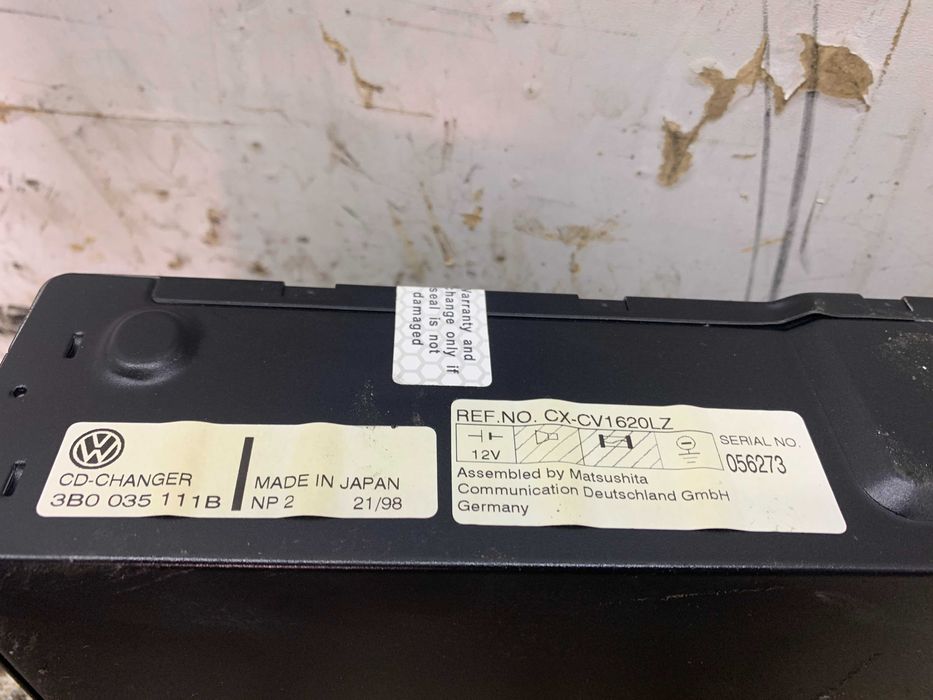 Warranty and
change only if
seal is not
damaged
VW
CD-CHANGER
3B0 035 111B
MADE IN JAPAN
NP 2 21/98
REF.NO. CX-CV1620LZ
12V
SERIAL NO.
056273
Assembled by Matsushita
Communication Deutschland GmbH
Germany